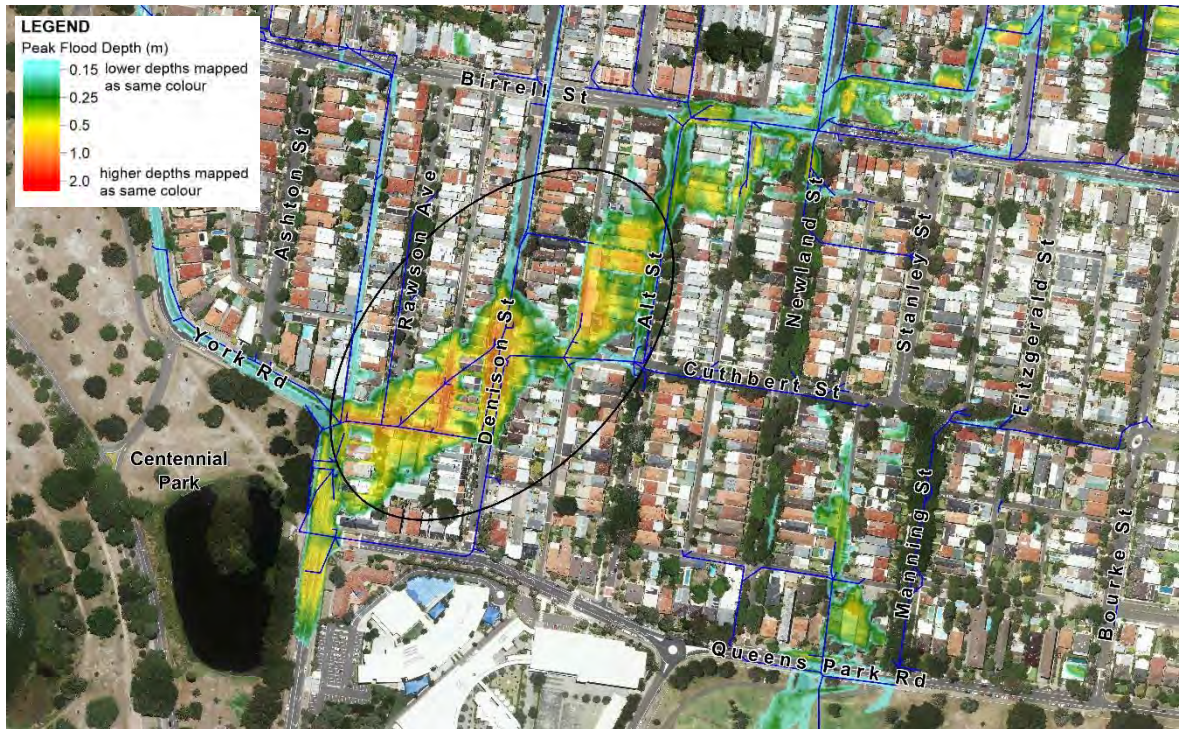 LEGEND
Peak Flood Depth (m)
0.15 lower depths mapped
as same colour
0.25
0.5
1.0
higher depths mapped
2.0 as same colour
Birrell St
Ashton St
Rawson Ave
Denison St
Alt St
Newland St
Stanley St
Fitzgerald St
York Rd
Cuthbert St
Centennial
Park
Manning St
Bourke St
Queens Park Rd